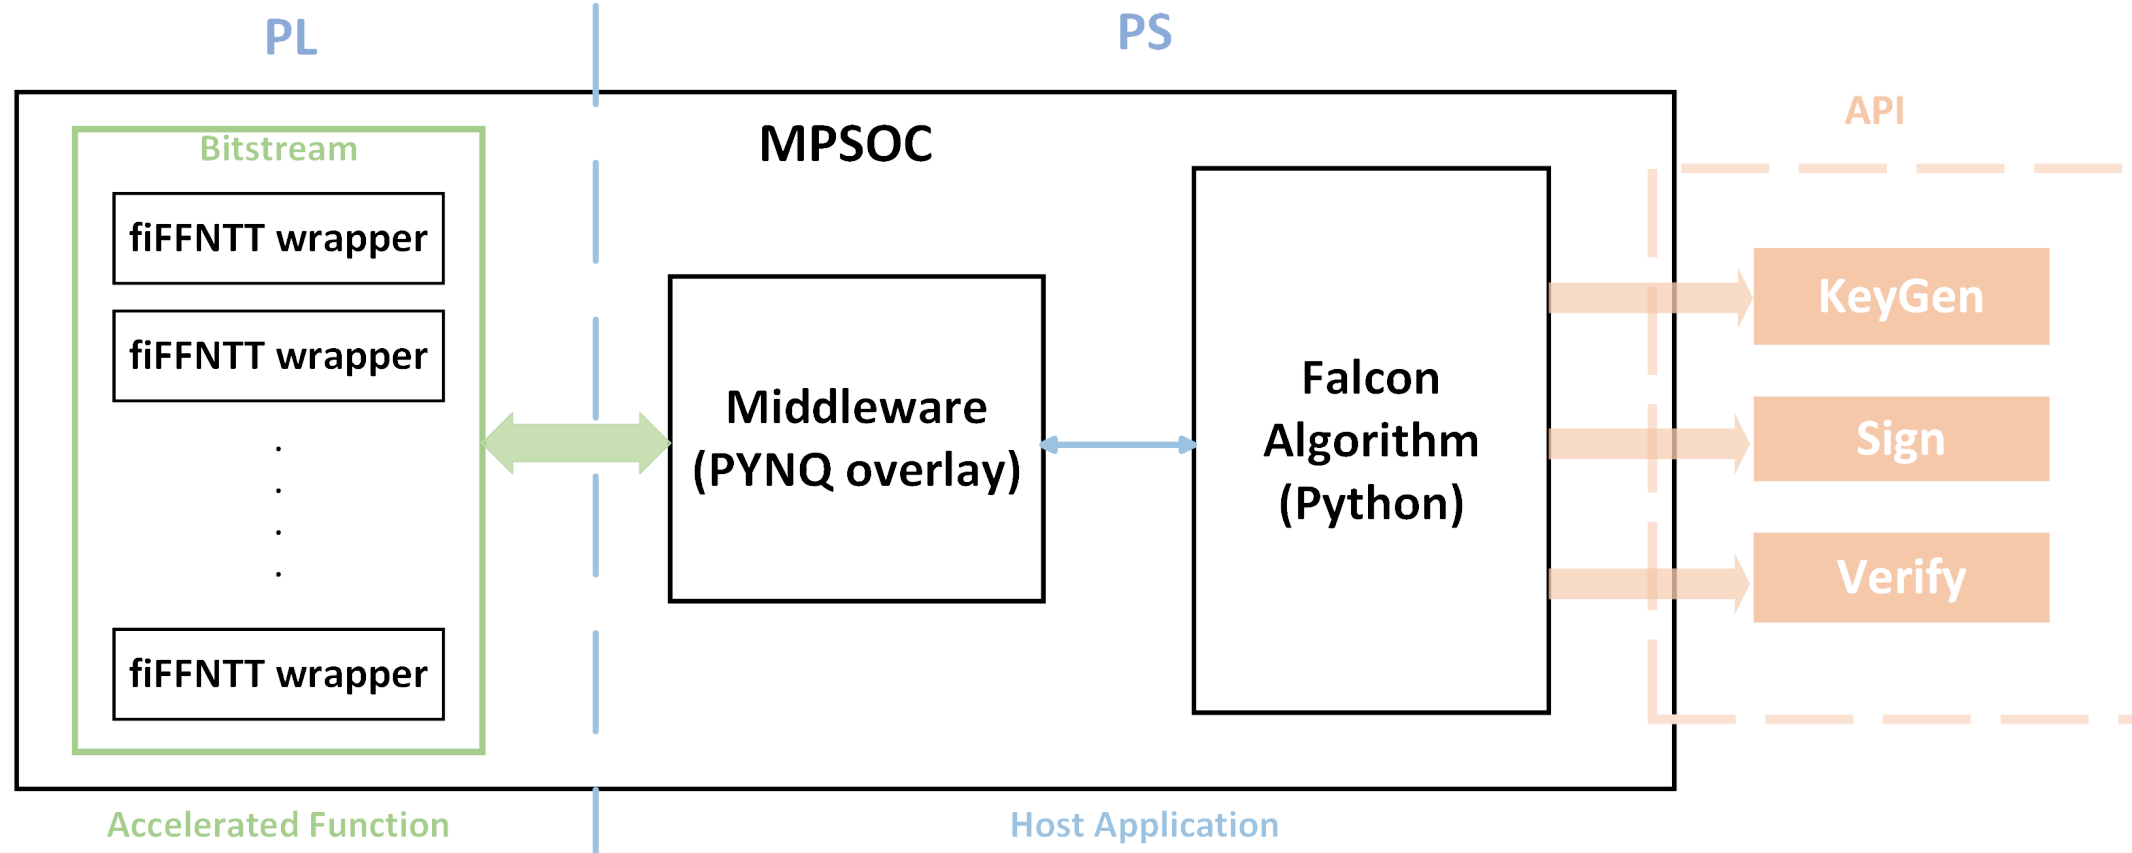 PL
PS
MPSOC
API
Bitstream
fiFFNTT wrapper
fiFFNTT wrapper
.
.
.
.
fiFFNTT wrapper
Middleware
(PYNQ overlay)
Falcon
Algorithm
(Python)
KeyGen
Sign
Verify
Accelerated Function
Host Application